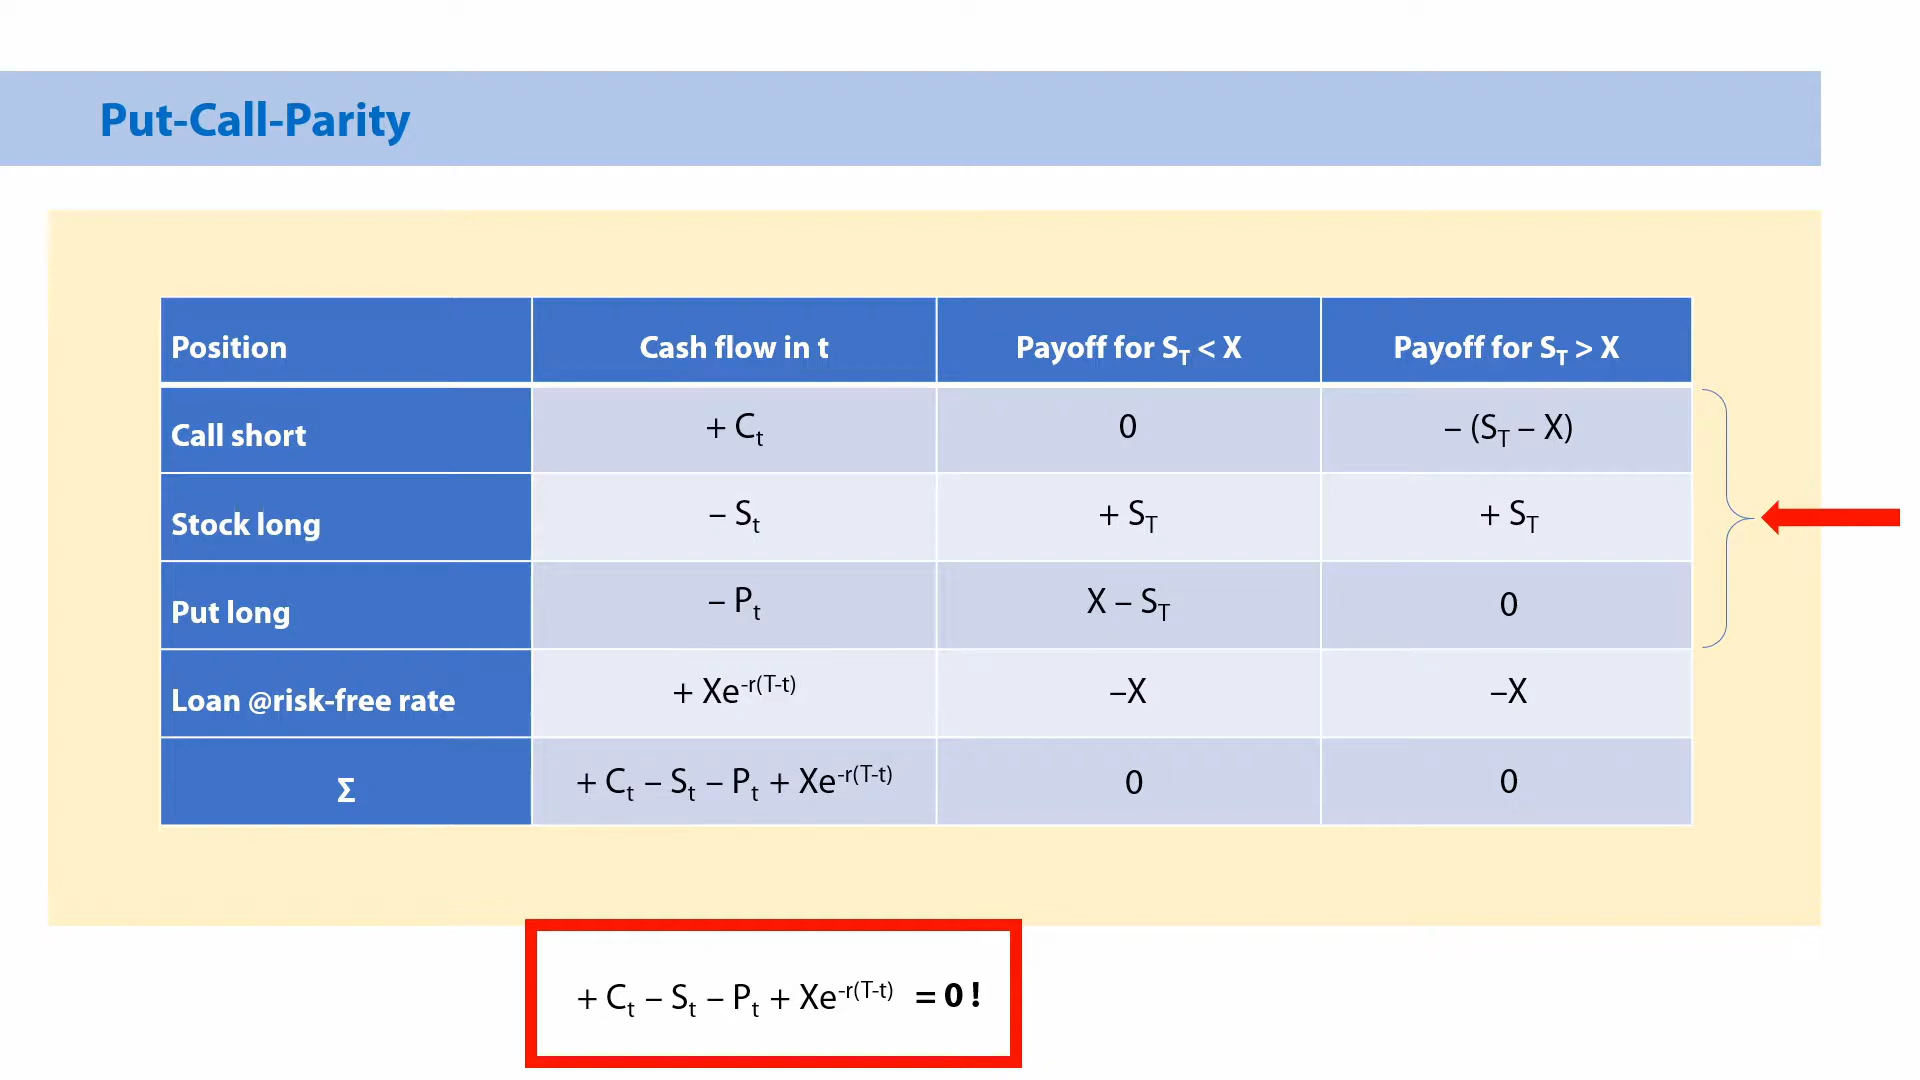 Put-Call-Parity
Position Cash flow in t Payoff for S_T < X Payoff for S_T > X
Call short + C_t 0 – (S_T – X)
Stock long – S_t + S_T + S_T
Put long – P_t X – S_T 0
Loan @risk-free rate + Xe^-r(T-t) –X –X
Σ + C_t – S_t – P_t + Xe^-r(T-t) 0 0
+ C_t – S_t – P_t + Xe^-r(T-t) = 0 !